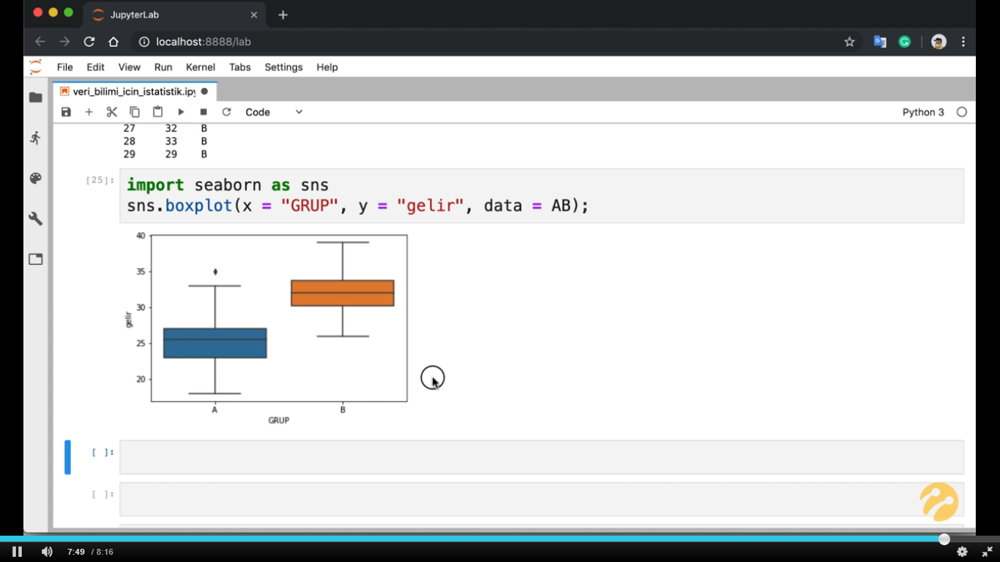 JupyterLab
localhost:8888/lab
File Edit View Run Kernel Tabs Settings Help
veri_bilimi_icin_istatistik.ipy
Code
Python 3
27 32 B
28 33 B
29 29 B
[25]:
import seaborn as sns
sns.boxplot(x = "GRUP", y = "gelir", data = AB);
40
35
30
25
20
gelir
A B
GRUP
[ ]:
[ ]:
7:49 / 8:16